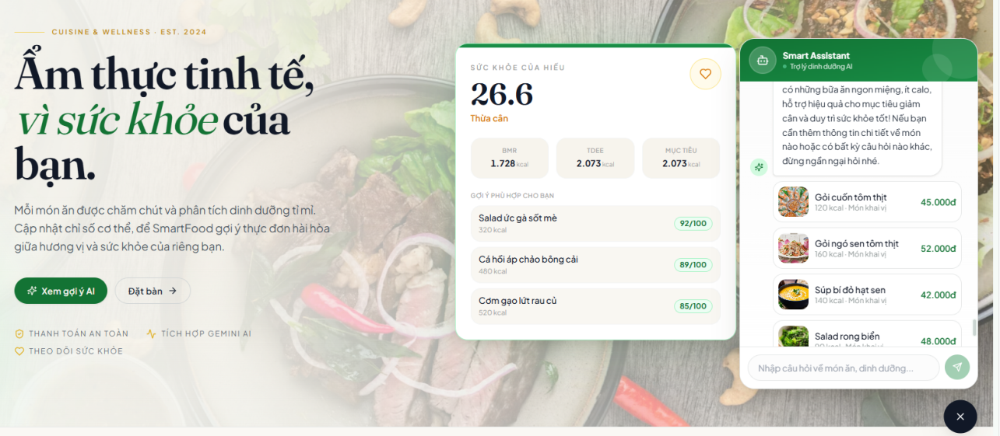 CUISINE & WELLNESS · EST. 2024
Ẩm thực tinh tế,
vì sức khỏe của
bạn.
Mỗi món ăn được chăm chút và phân tích dinh dưỡng tỉ mỉ.
Cập nhật chỉ số cơ thể, để SmartFood gợi ý thực đơn hài hòa
giữa hương vị và sức khỏe của riêng bạn.
Xem gợi ý AI
Đặt bàn →
THANH TOÁN AN TOÀN
TÍCH HỢP GEMINI AI
THEO DÕI SỨC KHỎE
SỨC KHỎE CỦA HIẾU
26.6
Thừa cân
BMR
1.728 kcal
TDEE
2.073 kcal
MỤC TIÊU
2.073 kcal
GỢI Ý PHÙ HỢP CHO BẠN
Salad ức gà sốt mè
320 kcal
92/100
Cá hồi áp chảo bông cải
480 kcal
89/100
Cơm gạo lứt rau củ
520 kcal
85/100
Smart Assistant
Trợ lý dinh dưỡng AI
có những bữa ăn ngon miệng, ít calo,
hỗ trợ hiệu quả cho mục tiêu giảm
cân và duy trì sức khỏe tốt! Nếu bạn
cần thêm thông tin chi tiết về món
nào hoặc có bất kỳ câu hỏi nào khác,
đừng ngần ngại hỏi nhé.
Gỏi cuốn tôm thịt
120 kcal · Món khai vị
45.000đ
Gỏi ngó sen tôm thịt
160 kcal · Món khai vị
52.000đ
Súp bí đỏ hạt sen
140 kcal · Món khai vị
42.000đ
Salad rong biển
48.000đ
Nhập câu hỏi về món ăn, dinh dưỡng...